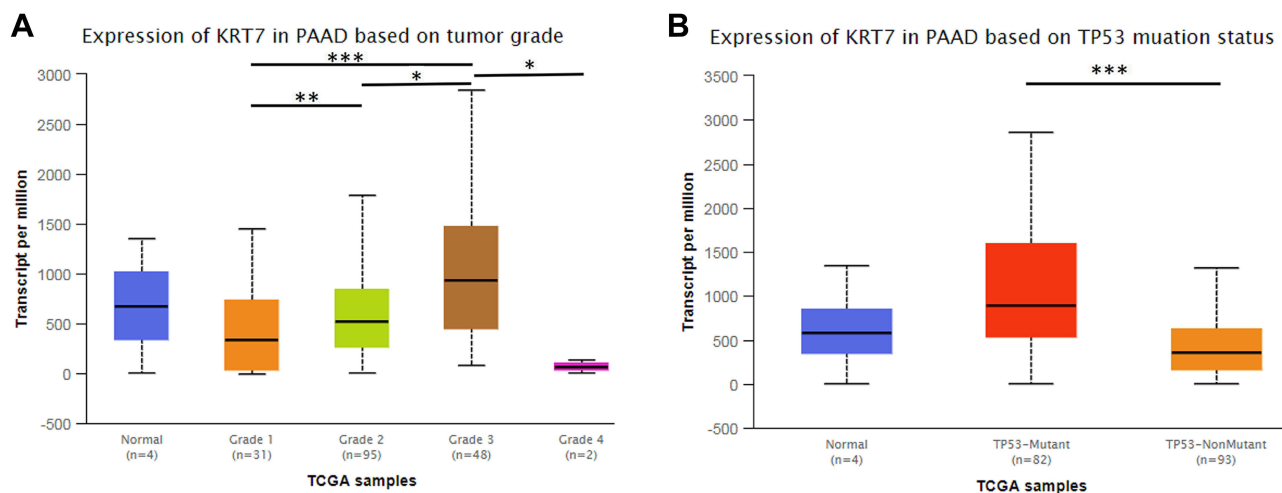 A
Expression of KRT7 in PAAD based on tumor grade
***
*
*
**
3000
2500
2000
1500
1000
500
0
-500
Transcript per million
Normal
(n=4)
Grade 1
(n=31)
Grade 2
(n=95)
Grade 3
(n=48)
Grade 4
(n=2)
TCGA samples
B
Expression of KRT7 in PAAD based on TP53 muation status
***
3500
3000
2500
2000
1500
1000
500
0
-500
Transcript per million
Normal
(n=4)
TP53-Mutant
(n=82)
TP53-NonMutant
(n=93)
TCGA samples